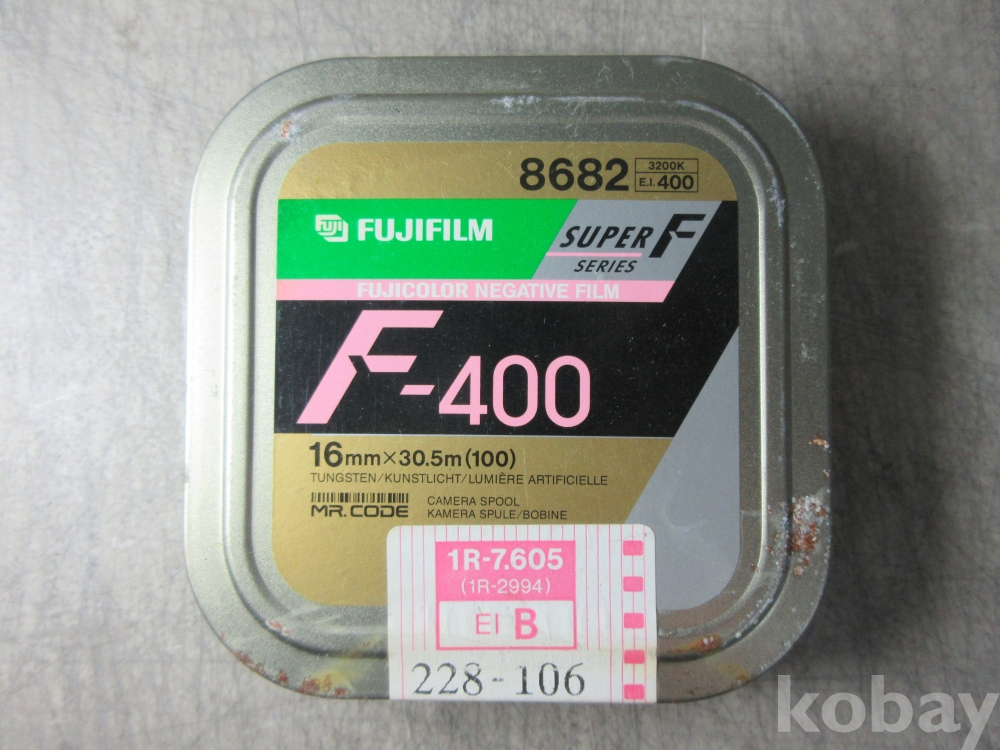 8682 3200K
E.I. 400
Fuji FUJIFILM
SUPER F
SERIES
FUJICOLOR NEGATIVE FILM
F-400
16mm×30.5m(100)
TUNGSTEN/KUNSTLICHT/LUMIÈRE ARTIFICIELLE
MR. CODE
CAMERA SPOOL
KAMERA SPULE/BOBINE
1R-7.605
(1R-2994)
EI B
228-106
kobay